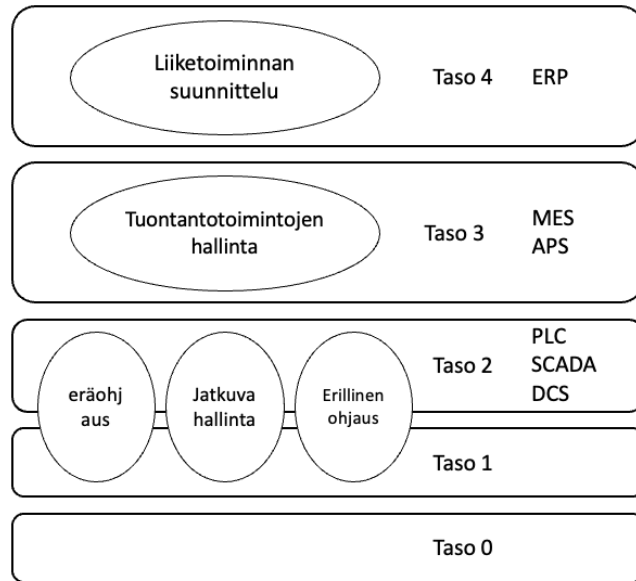 Liiketoiminnan
suunnittelu
Taso 4
ERP
Tuontantotoimintojen
hallinta
Taso 3
MES
APS
eräohj
aus
Jatkuva
hallinta
Erillinen
ohjaus
Taso 2
PLC
SCADA
DCS
Taso 1
Taso 0